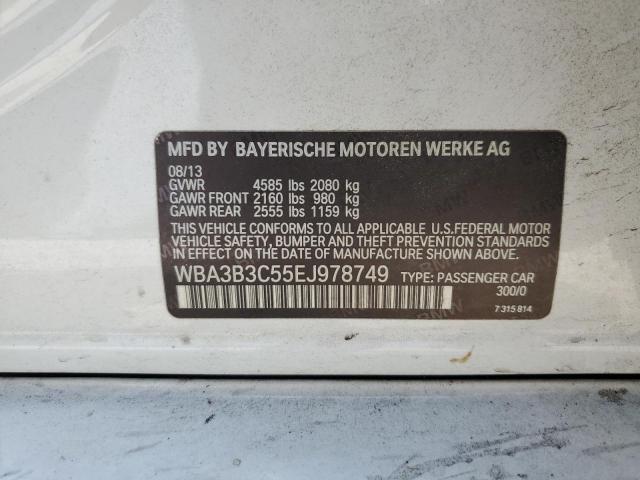 MFD BY BAYERISCHE MOTOREN WERKE AG
08/13
GVWR 4585 lbs 2080 kg
GAWR FRONT 2160 lbs 980 kg
GAWR REAR 2555 lbs 1159 kg
THIS VEHICLE CONFORMS TO ALL APPLICABLE U.S.FEDERAL MOTOR
VEHICLE SAFETY, BUMPER AND THEFT PREVENTION STANDARDS
IN EFFECT ON THE DATE OF MANUFACTURE SHOWN ABOVE.
WBA3B3C55EJ978749 TYPE: PASSENGER CAR
300/0
7 315 814